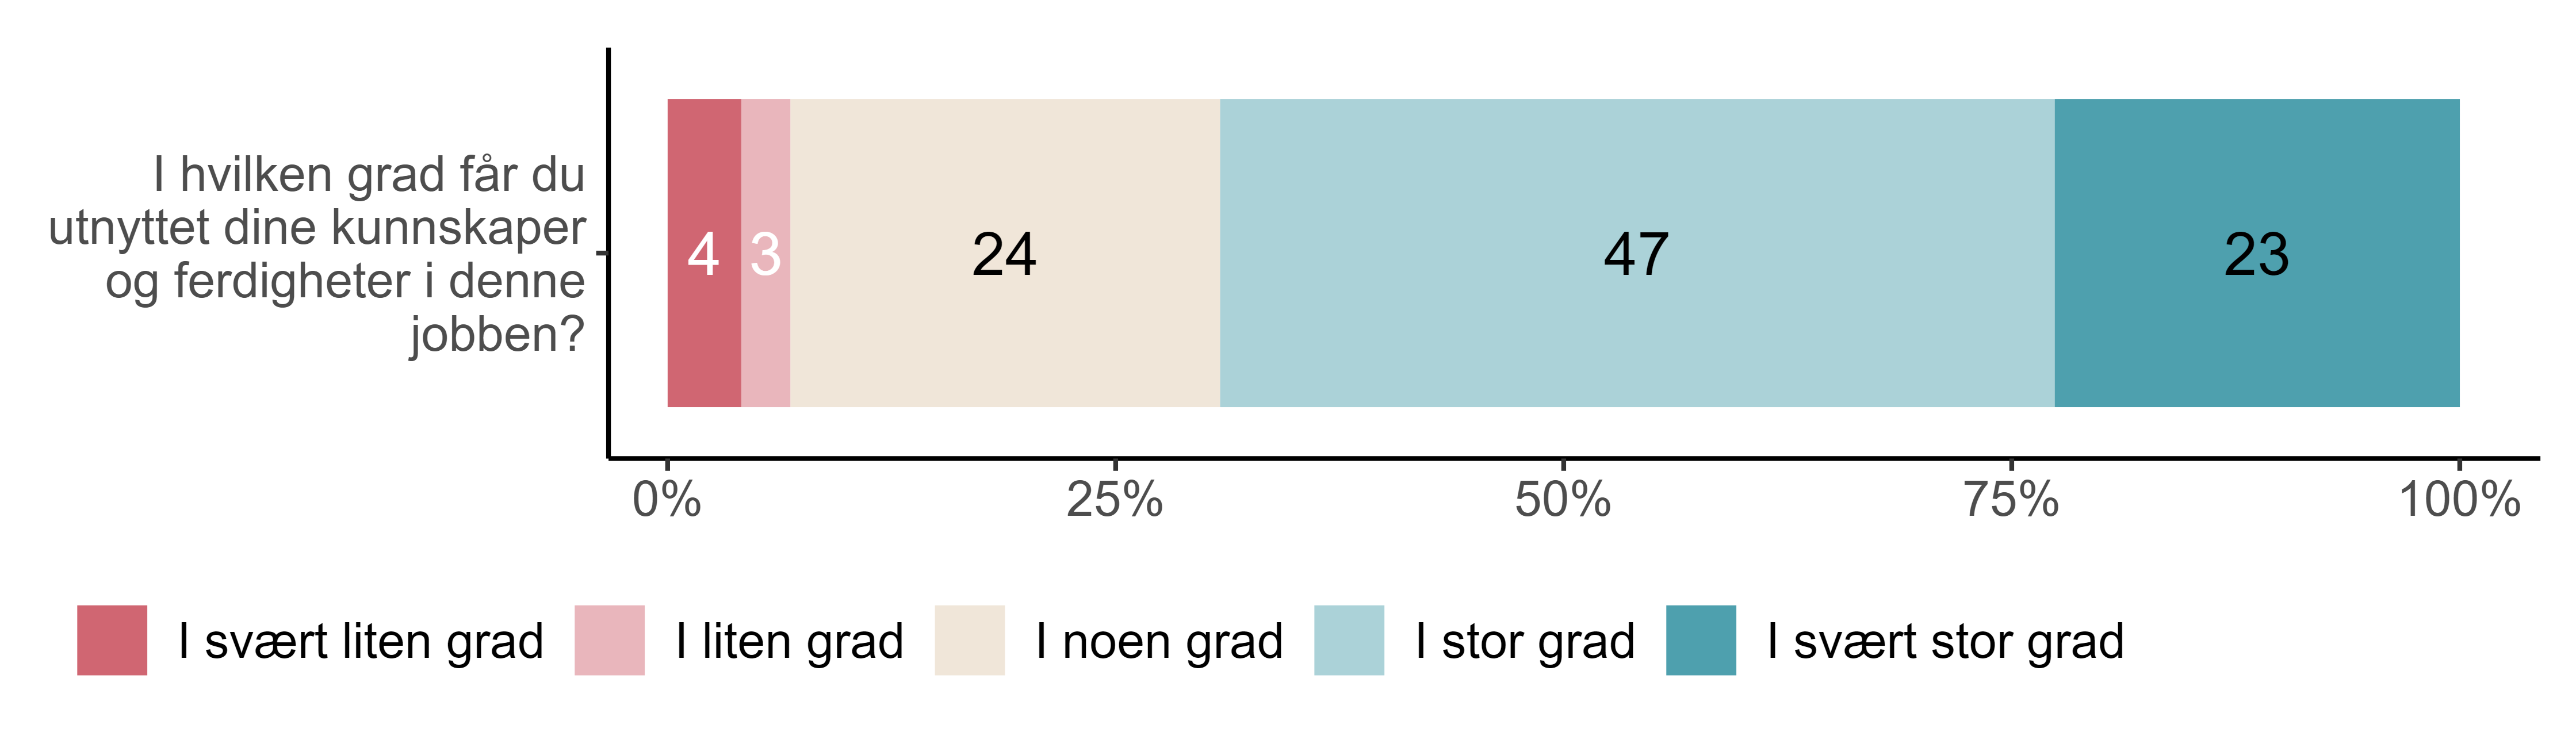 I hvilken grad får du
utnyttet dine kunnskaper
og ferdigheter i denne
jobben?
4 3 24 47 23
0% 25% 50% 75% 100%
I svært liten grad I liten grad I noen grad I stor grad I svært stor grad